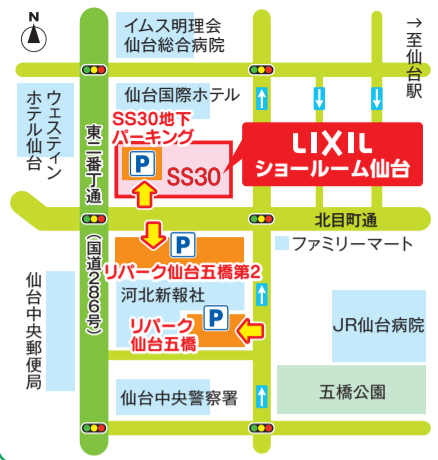 N
イムス明理会
仙台総合病院
→至仙台駅
ウェスティン
ホテル仙台
仙台国際ホテル
SS30地下
パーキング
P
SS30
LIXIL
ショールーム仙台
東二番丁通
(国道286号)
北目町通
P
ファミリーマート
リパーク仙台五橋第2
河北新報社
P
リパーク
仙台五橋
仙台中央郵便局
JR仙台病院
五橋公園
仙台中央警察署